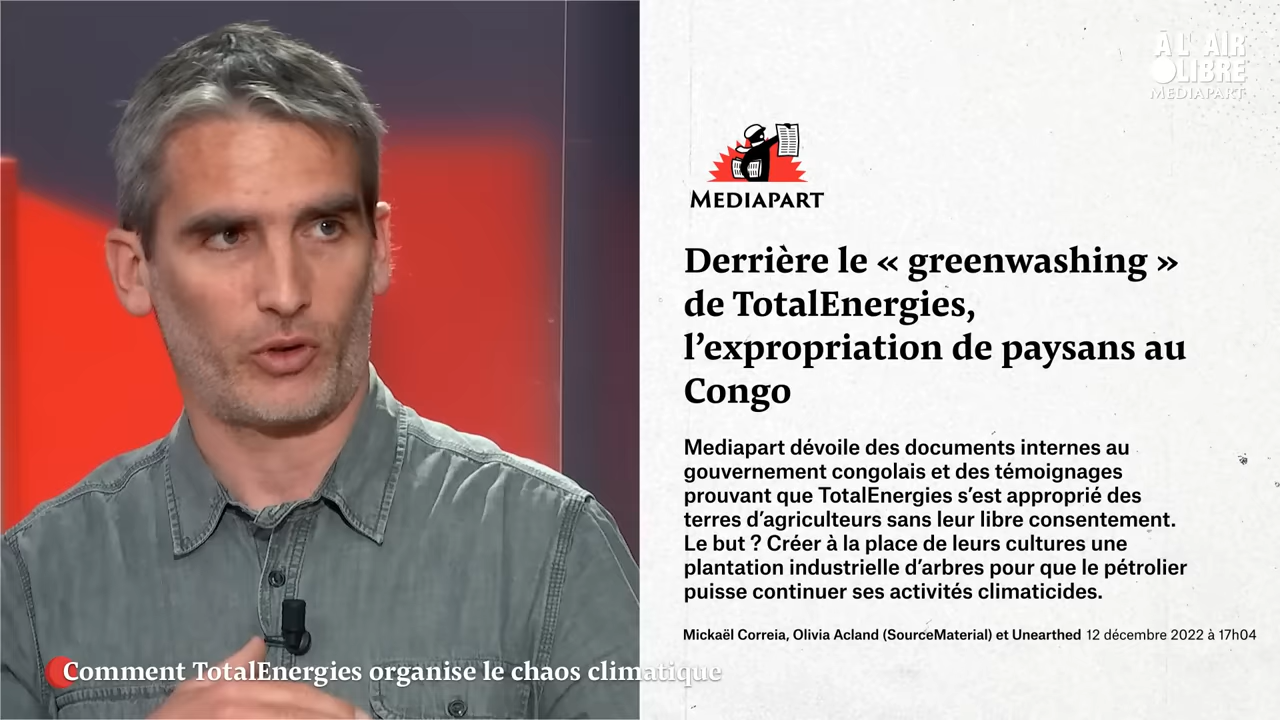 À L'AIR
LIBRE
MEDIAPART
MEDIAPART
Derrière le « greenwashing »
de TotalEnergies,
l’expropriation de paysans au
Congo
Mediapart dévoile des documents internes au
gouvernement congolais et des témoignages
prouvant que TotalEnergies s’est approprié des
terres d’agriculteurs sans leur libre consentement.
Le but ? Créer à la place de leurs cultures une
plantation industrielle d’arbres pour que le pétrolier
puisse continuer ses activités climaticides.
Mickaël Correia, Olivia Acland (SourceMaterial) et Unearthed 12 décembre 2022 à 17h04
Comment TotalEnergies organise le chaos climatique